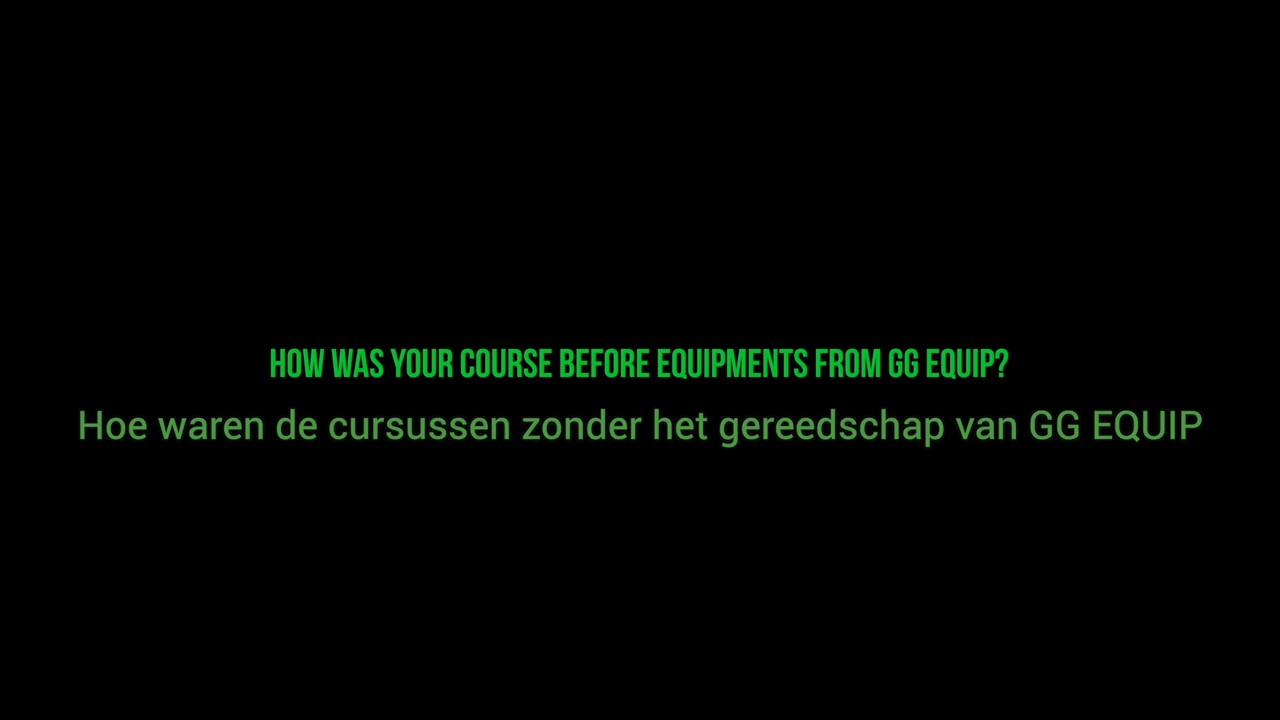 HOW WAS YOUR COURSE BEFORE EQUIPMENTS FROM GG EQUIP?
Hoe waren de cursussen zonder het gereedschap van GG EQUIP